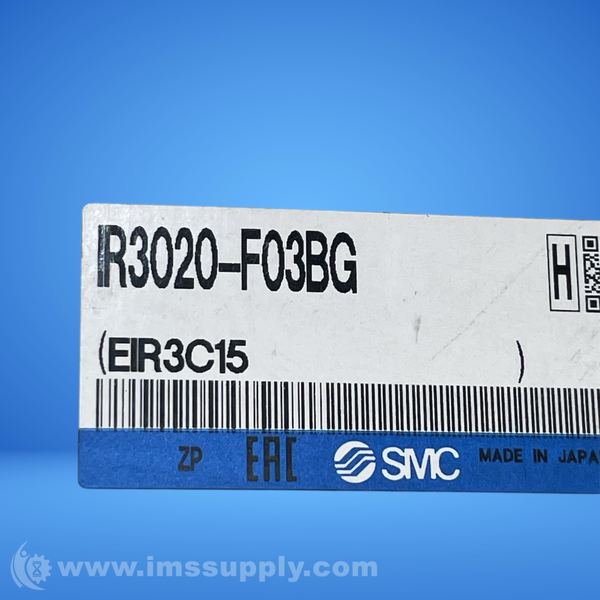 IR3020-F03BG
H
(EIR3C15 )
ZP EAC SMC MADE IN JAPAN
www.imssupply.com